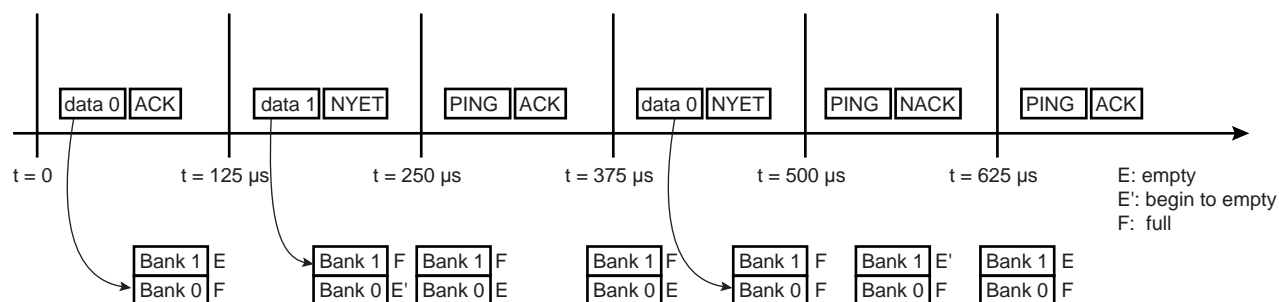 data 0 ACK data 1 NYET PING ACK data 0 NYET PING NACK PING ACK
t = 0 t = 125 µs t = 250 µs t = 375 µs t = 500 µs t = 625 µs
E: empty
E': begin to empty
F: full
Bank 1 E Bank 1 F Bank 1 F Bank 1 F Bank 1 F Bank 1 E' Bank 1 E
Bank 0 F Bank 0 E' Bank 0 E Bank 0 E Bank 0 F Bank 0 F Bank 0 F